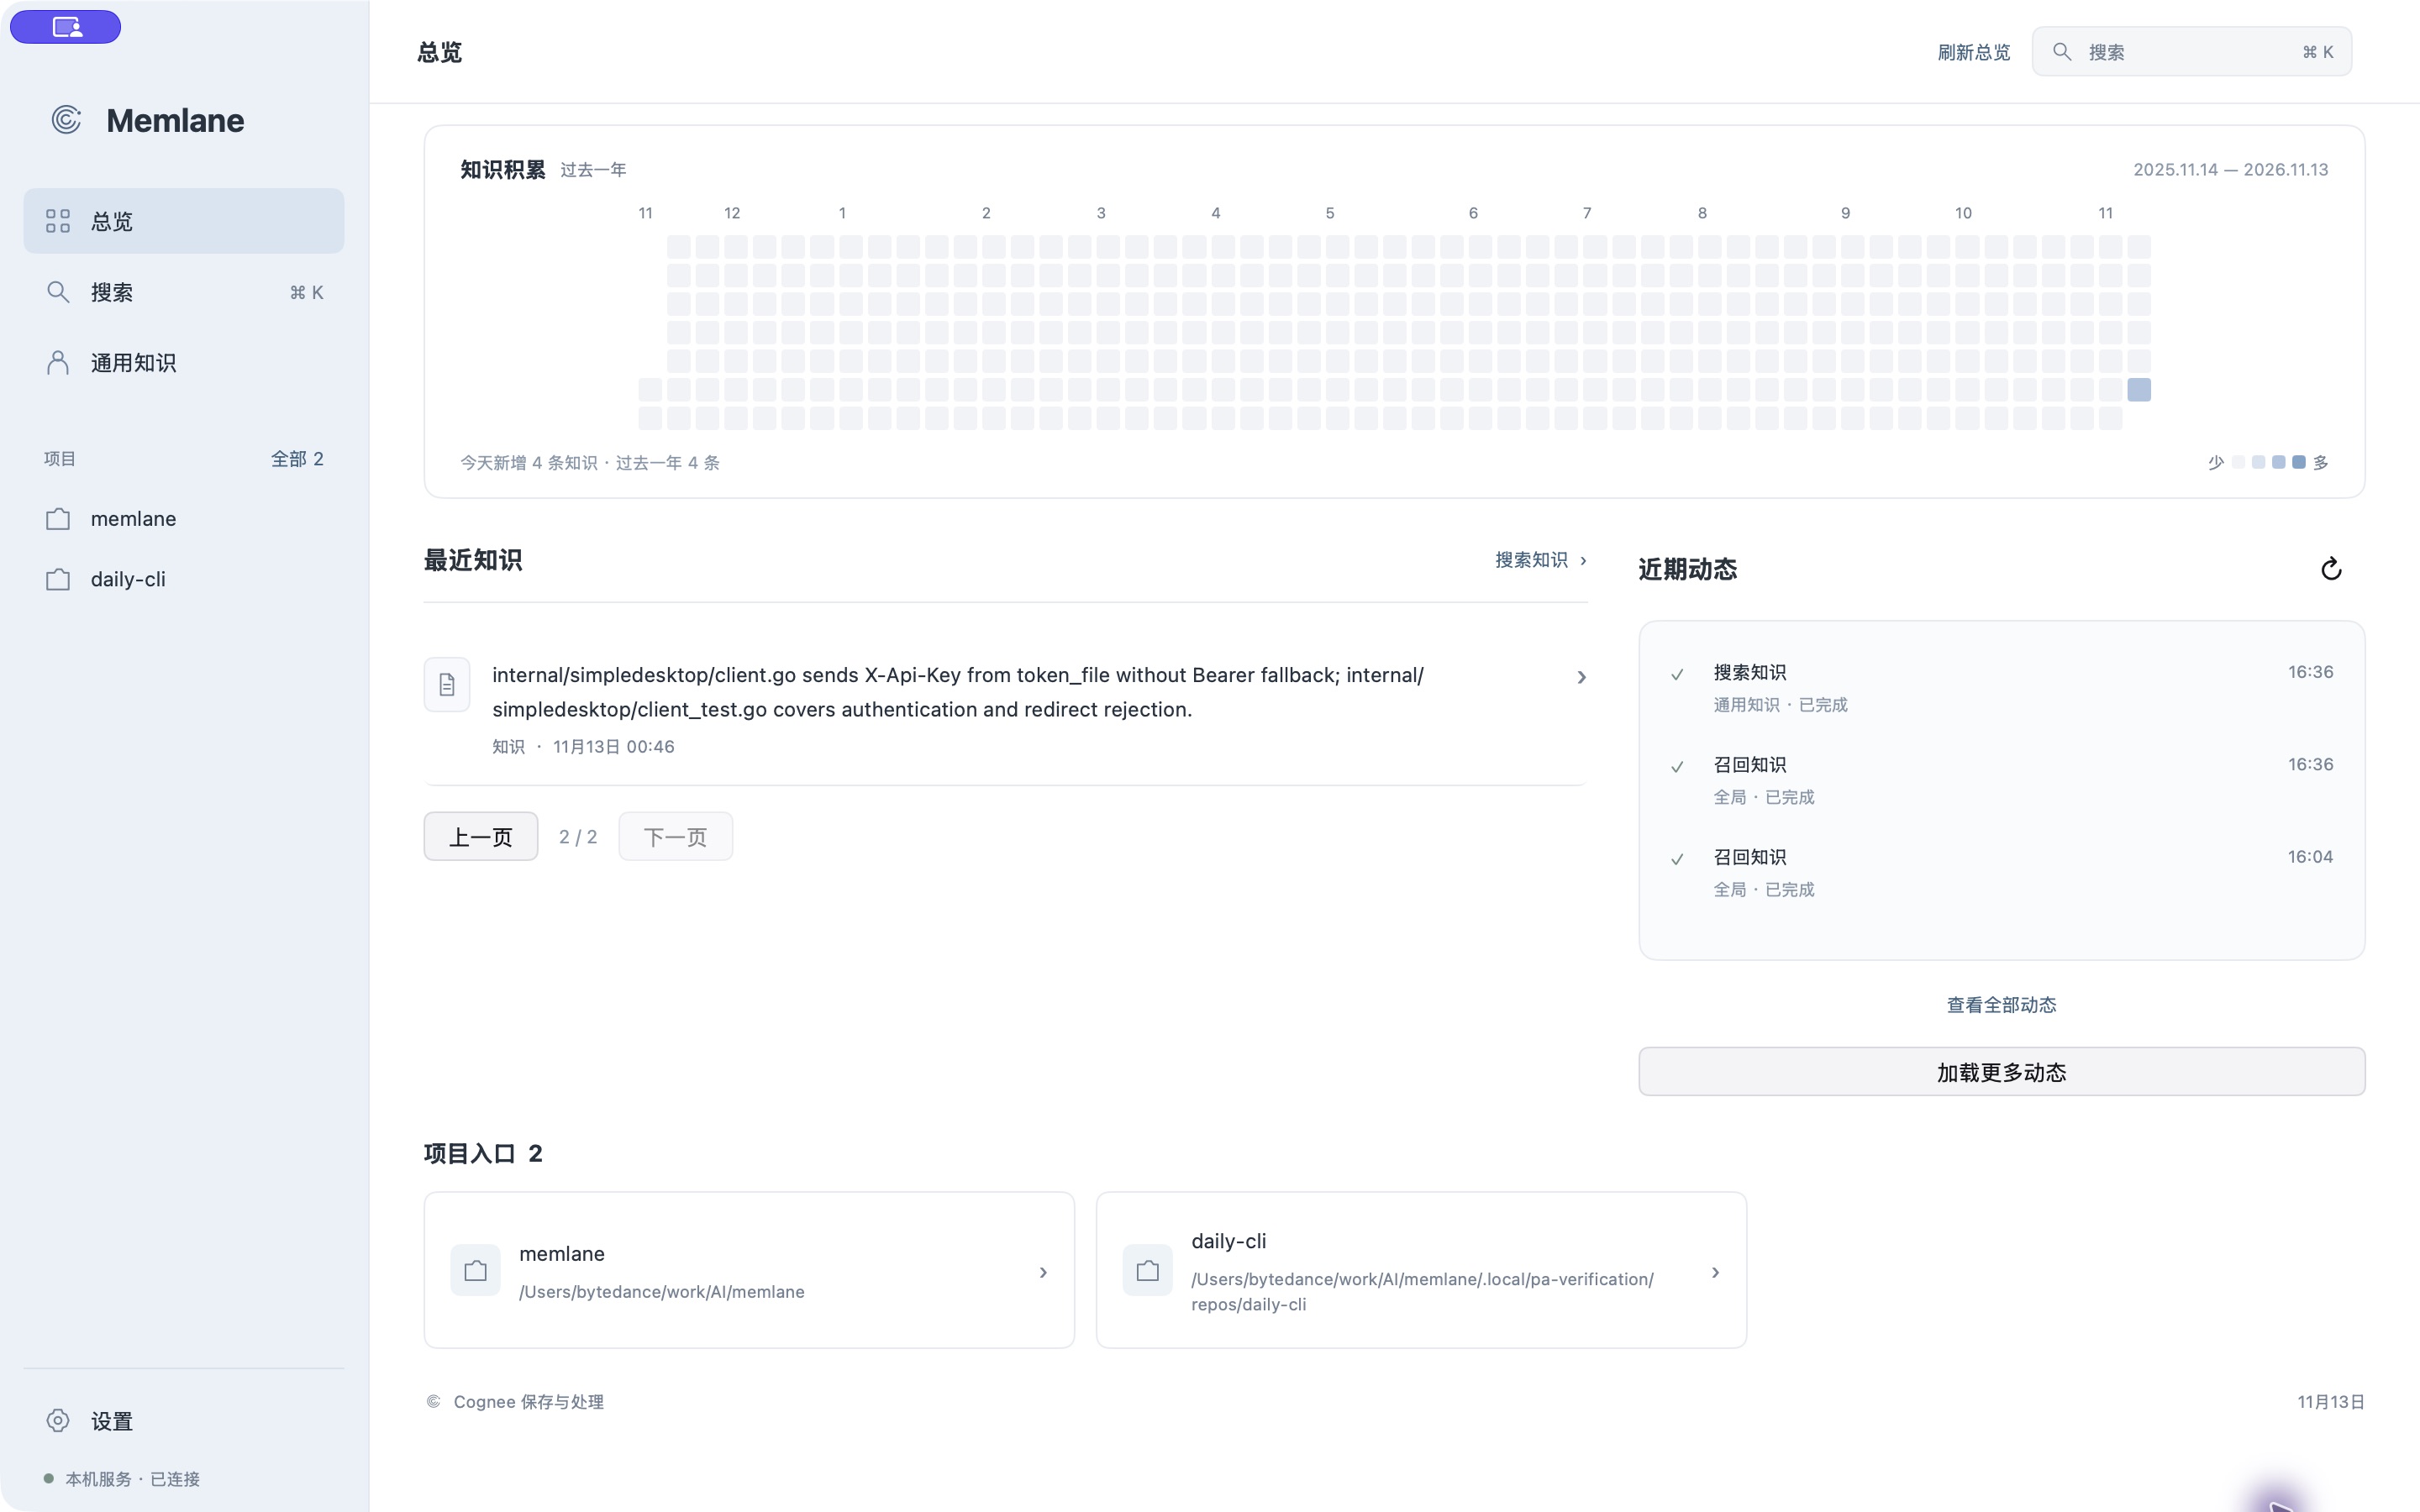 Memlane
总览
搜索
⌘ K
通用知识
项目
全部 2
memlane
daily-cli
设置
本机服务 · 已连接
总览
刷新总览
搜索
⌘ K
知识积累
过去一年
2025.11.14 — 2026.11.13
11 12 1 2 3 4 5 6 7 8 9 10 11
今天新增 4 条知识 · 过去一年 4 条
少
多
最近知识
搜索知识 ›
internal/simpledesktop/client.go sends X-Api-Key from token_file without Bearer fallback; internal/
simpledesktop/client_test.go covers authentication and redirect rejection.
知识 · 11月13日 00:46
上一页
2 / 2
下一页
近期动态
搜索知识
16:36
通用知识 · 已完成
召回知识
16:36
全局 · 已完成
召回知识
16:04
全局 · 已完成
查看全部动态
加载更多动态
项目入口 2
memlane
/Users/bytedance/work/AI/memlane
daily-cli
/Users/bytedance/work/AI/memlane/.local/pa-verification/
repos/daily-cli
Cognee 保存与处理
11月13日